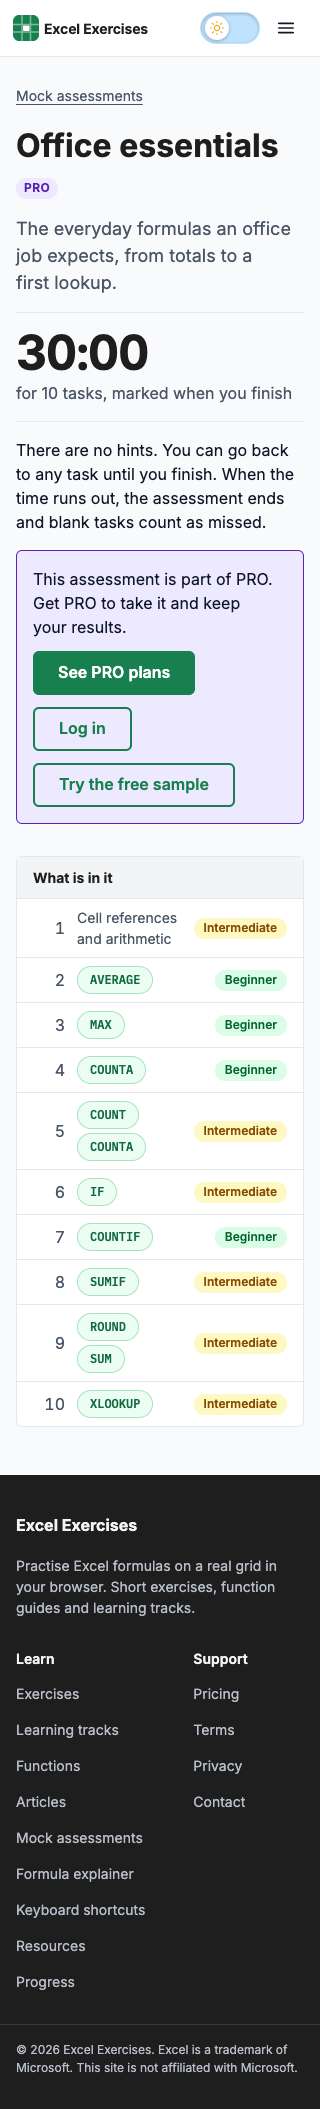 Excel Exercises
Mock assessments
Office essentials
PRO
The everyday formulas an office
job expects, from totals to a
first lookup.
30:00
for 10 tasks, marked when you finish
There are no hints. You can go back
to any task until you finish. When the
time runs out, the assessment ends
and blank tasks count as missed.
This assessment is part of PRO.
Get PRO to take it and keep
your results.
See PRO plans
Log in
Try the free sample
What is in it
1 Cell references
and arithmetic Intermediate
2 AVERAGE Beginner
3 MAX Beginner
4 COUNTA Beginner
5 COUNT
COUNTA Intermediate
6 IF Intermediate
7 COUNTIF Beginner
8 SUMIF Intermediate
9 ROUND
SUM Intermediate
10 XLOOKUP Intermediate
Excel Exercises
Practise Excel formulas on a real grid in
your browser. Short exercises, function
guides and learning tracks.
Learn
Exercises
Learning tracks
Functions
Articles
Mock assessments
Formula explainer
Keyboard shortcuts
Resources
Progress
Support
Pricing
Terms
Privacy
Contact
© 2026 Excel Exercises. Excel is a trademark of
Microsoft. This site is not affiliated with Microsoft.